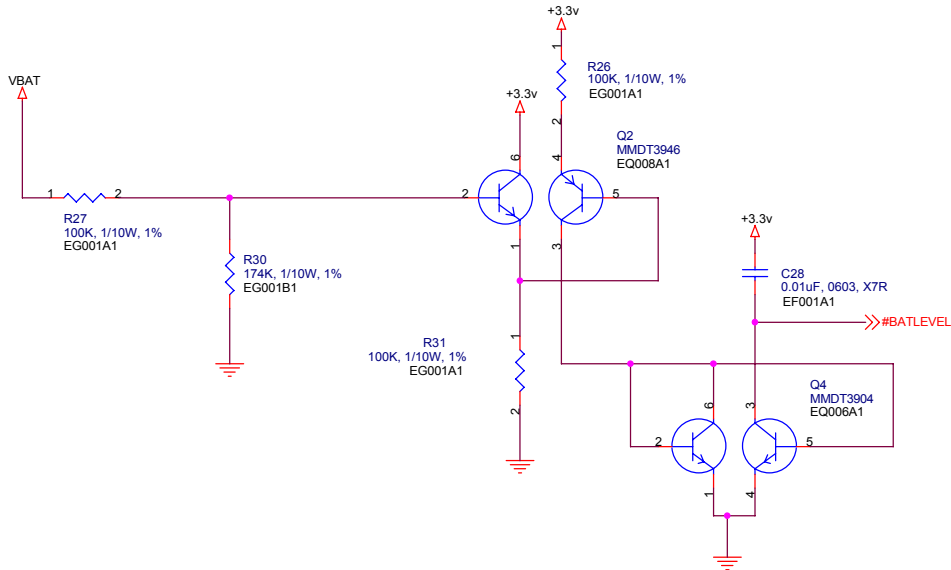 +3.3v
1
R26
100K, 1/10W, 1%
EG001A1
2
VBAT
+3.3v
Q2
MMDT3946
EQ008A1
6
4
1
2
2
5
R27
100K, 1/10W, 1%
EG001A1
1
3
R30
174K, 1/10W, 1%
EG001B1
+3.3v
C28
0.01uF, 0603, X7R
EF001A1
#BATLEVEL
1
R31
100K, 1/10W, 1%
EG001A1
2
Q4
MMDT3904
EQ006A1
6
3
2
5
1
4